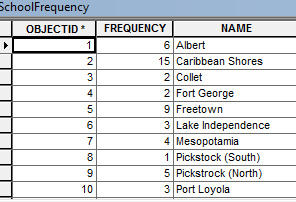 SchoolFrequency
OBJECTID * FREQUENCY NAME
1 6 Albert
2 15 Caribbean Shores
3 2 Collet
4 2 Fort George
5 9 Freetown
6 3 Lake Independence
7 4 Mesopotamia
8 1 Pickstock (South)
9 5 Pickstrock (North)
10 3 Port Loyola